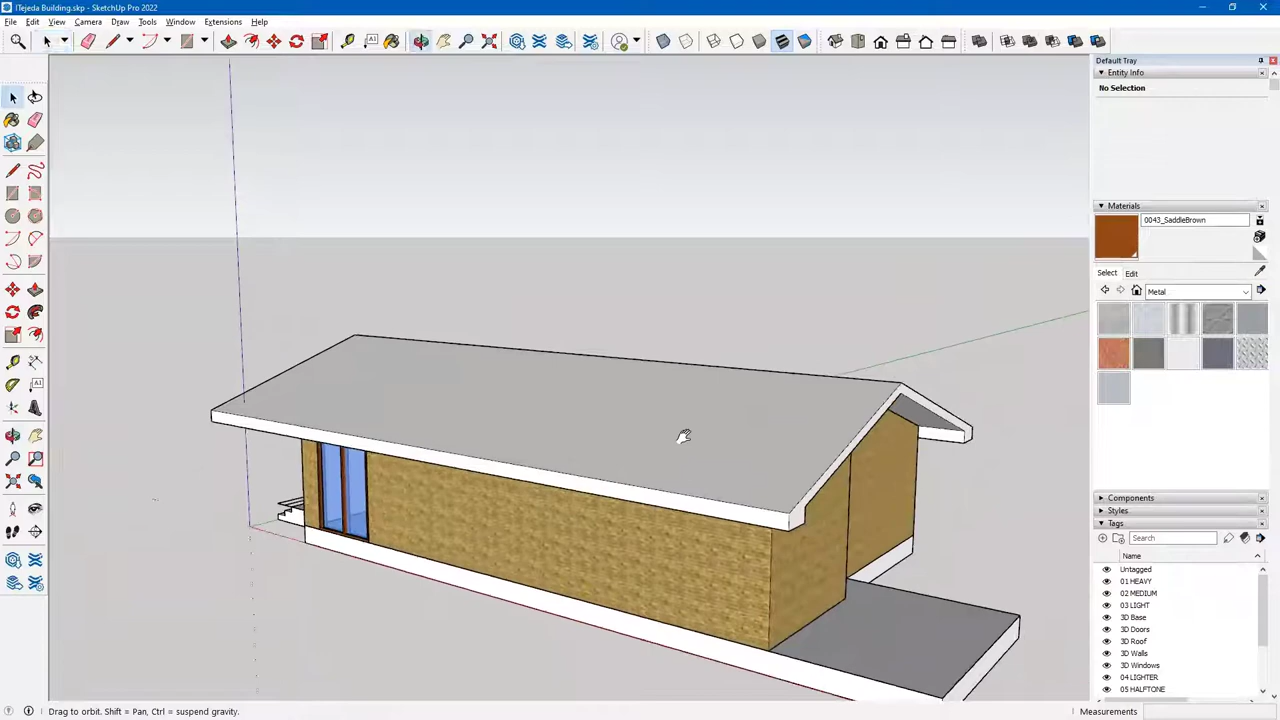 !Tejeda Building.skp - SketchUp Pro 2022
File Edit View Camera Draw Tools Window Extensions Help
Default Tray
Entity Info
No Selection
Materials
0043_SaddleBrown
Select Edit
Metal
Components
Styles
Tags
Search
Name
Untagged
01 HEAVY
02 MEDIUM
03 LIGHT
3D Base
3D Doors
3D Roof
3D Walls
3D Windows
04 LIGHTER
05 HALFTONE
Drag to orbit. Shift = Pan, Ctrl = suspend gravity.
Measurements